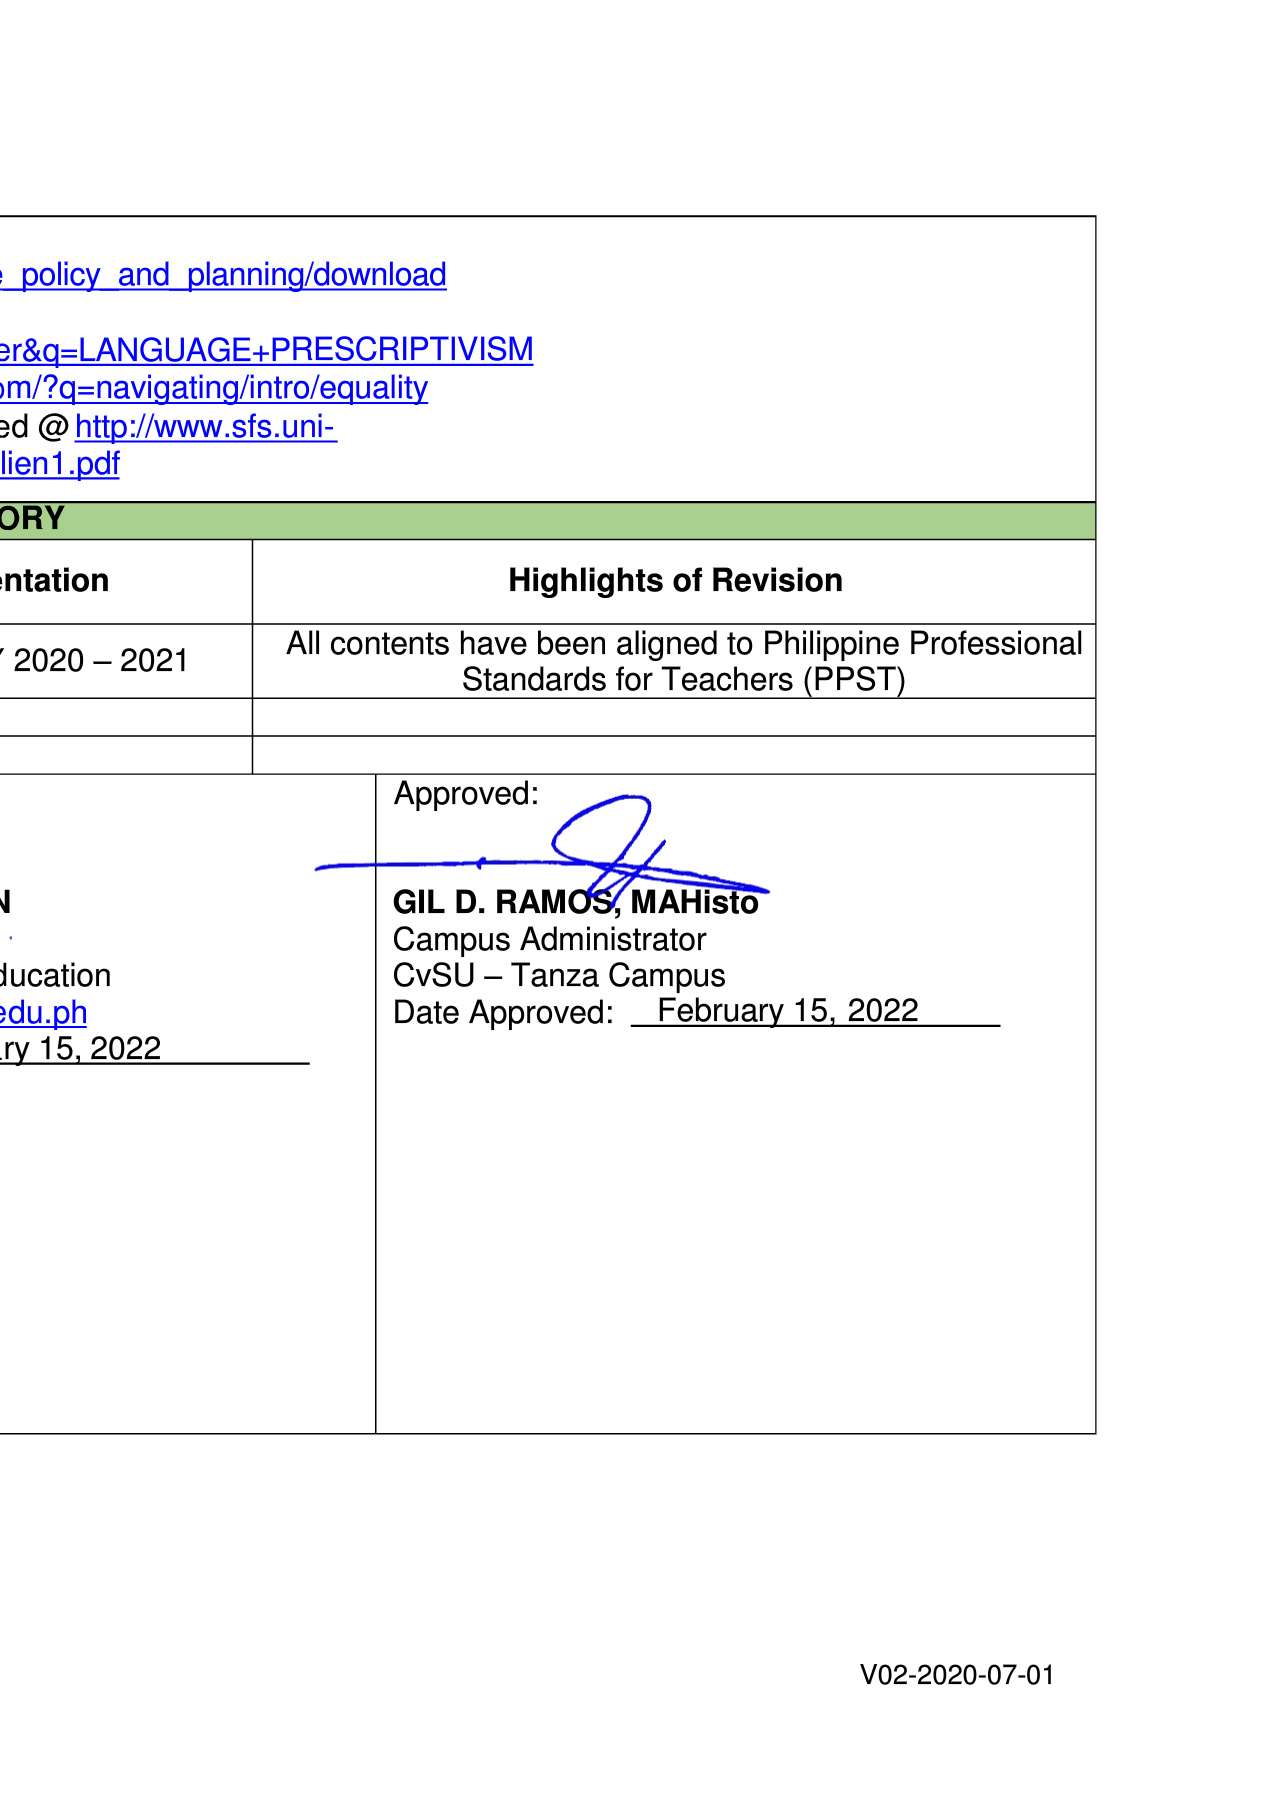 e_policy_and_planning/download
er&q=LANGUAGE+PRESCRIPTIVISM
om/?q=navigating/intro/equality
ed @ http://www.sfs.uni-
lien1.pdf
ORY
entation
Highlights of Revision
Y 2020 – 2021
All contents have been aligned to Philippine Professional
Standards for Teachers (PPST)
Approved:
N
GIL D. RAMOS, MAHisto
Campus Administrator
ducation
CvSU – Tanza Campus
edu.ph
Date Approved: February 15, 2022
ry 15, 2022
V02-2020-07-01